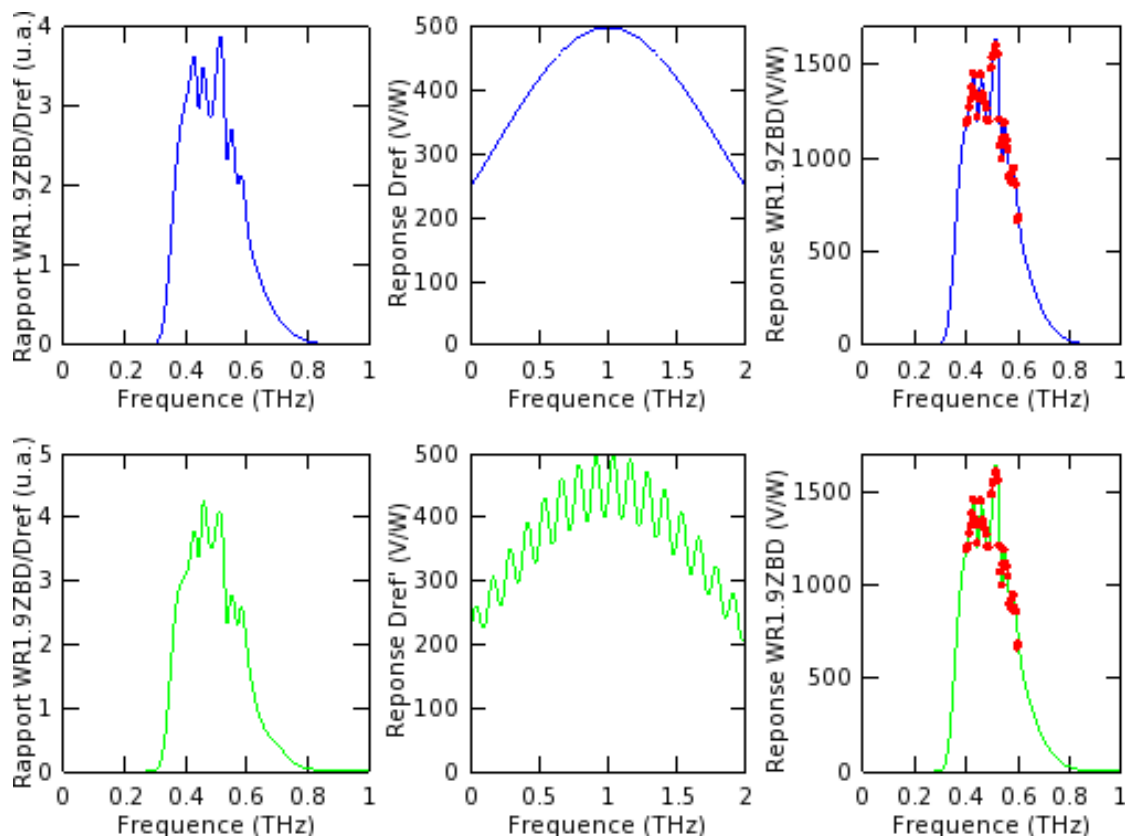 Rapport WR1.9ZBD/Dref (u.a.)
4
3
2
1
0
0 0.2 0.4 0.6 0.8 1
Frequence (THz)
Reponse Dref (V/W)
500
400
300
200
100
0
0 0.5 1 1.5 2
Frequence (THz)
Reponse WR1.9ZBD(V/W)
1500
1000
500
0
0 0.2 0.4 0.6 0.8 1
Frequence (THz)
Rapport WR1.9ZBD/Dref (u.a.)
5
4
3
2
1
0
0 0.2 0.4 0.6 0.8 1
Frequence (THz)
Reponse Dref' (V/W)
500
400
300
200
100
0
0 0.5 1 1.5 2
Frequence (THz)
Reponse WR1.9ZBD (V/W)
1500
1000
500
0
0 0.2 0.4 0.6 0.8 1
Frequence (THz)